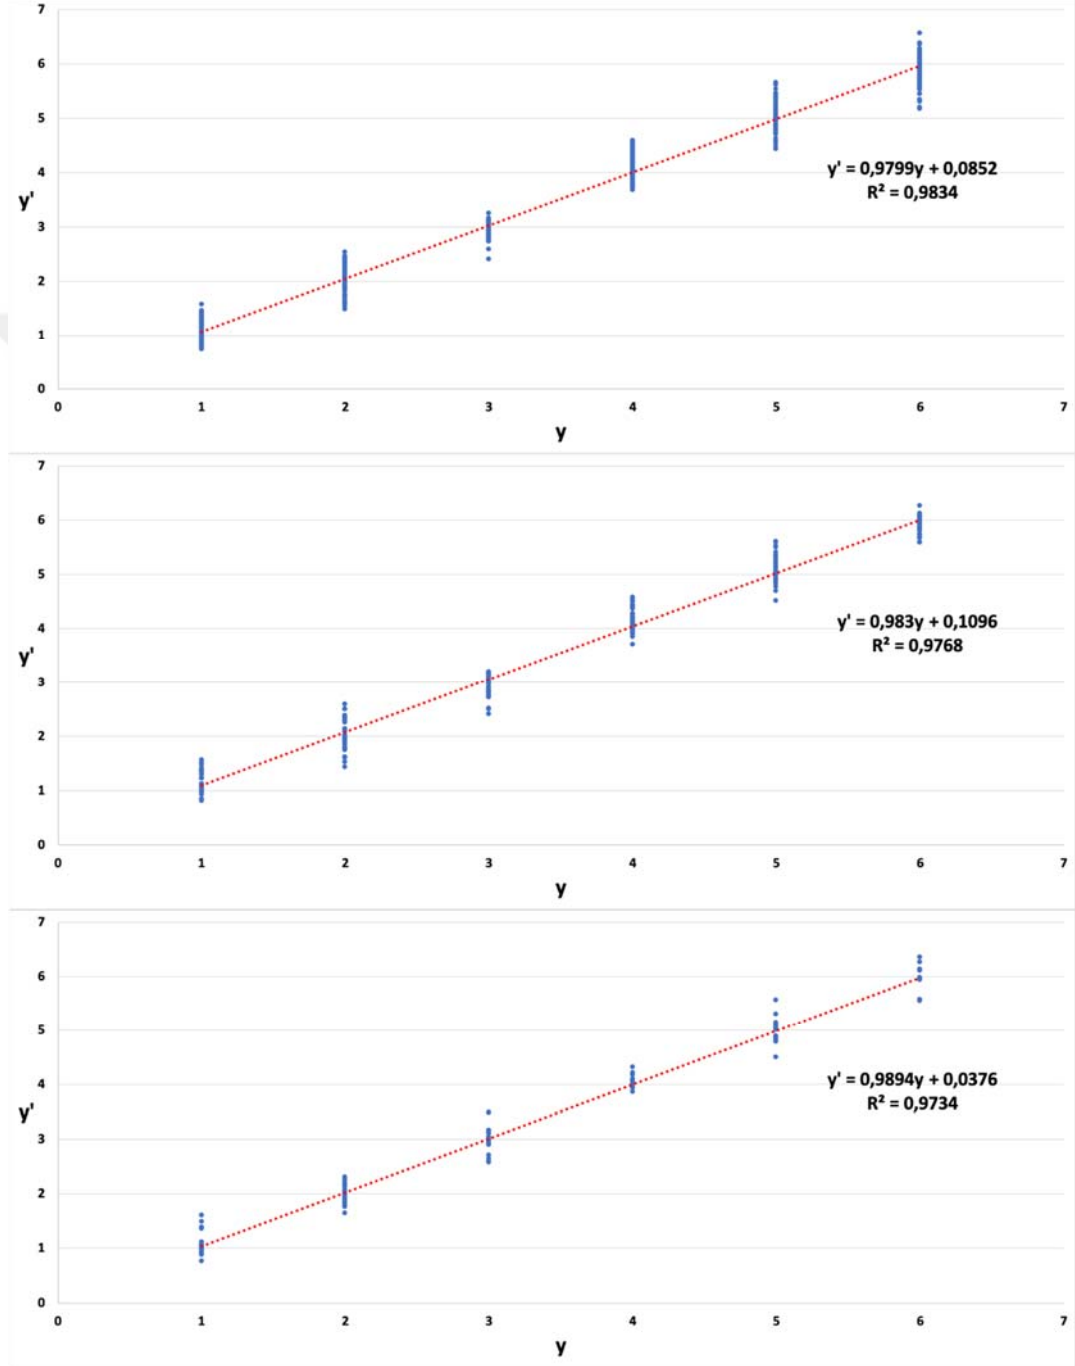 7
6
5
4
3
2
1
0
y'
y' = 0,9799y + 0,0852
R² = 0,9834
0 1 2 3 4 5 6 7
y
7
6
5
4
3
2
1
0
y'
y' = 0,983y + 0,1096
R² = 0,9768
0 1 2 3 4 5 6 7
y
7
6
5
4
3
2
1
0
y'
y' = 0,9894y + 0,0376
R² = 0,9734
0 1 2 3 4 5 6 7
y